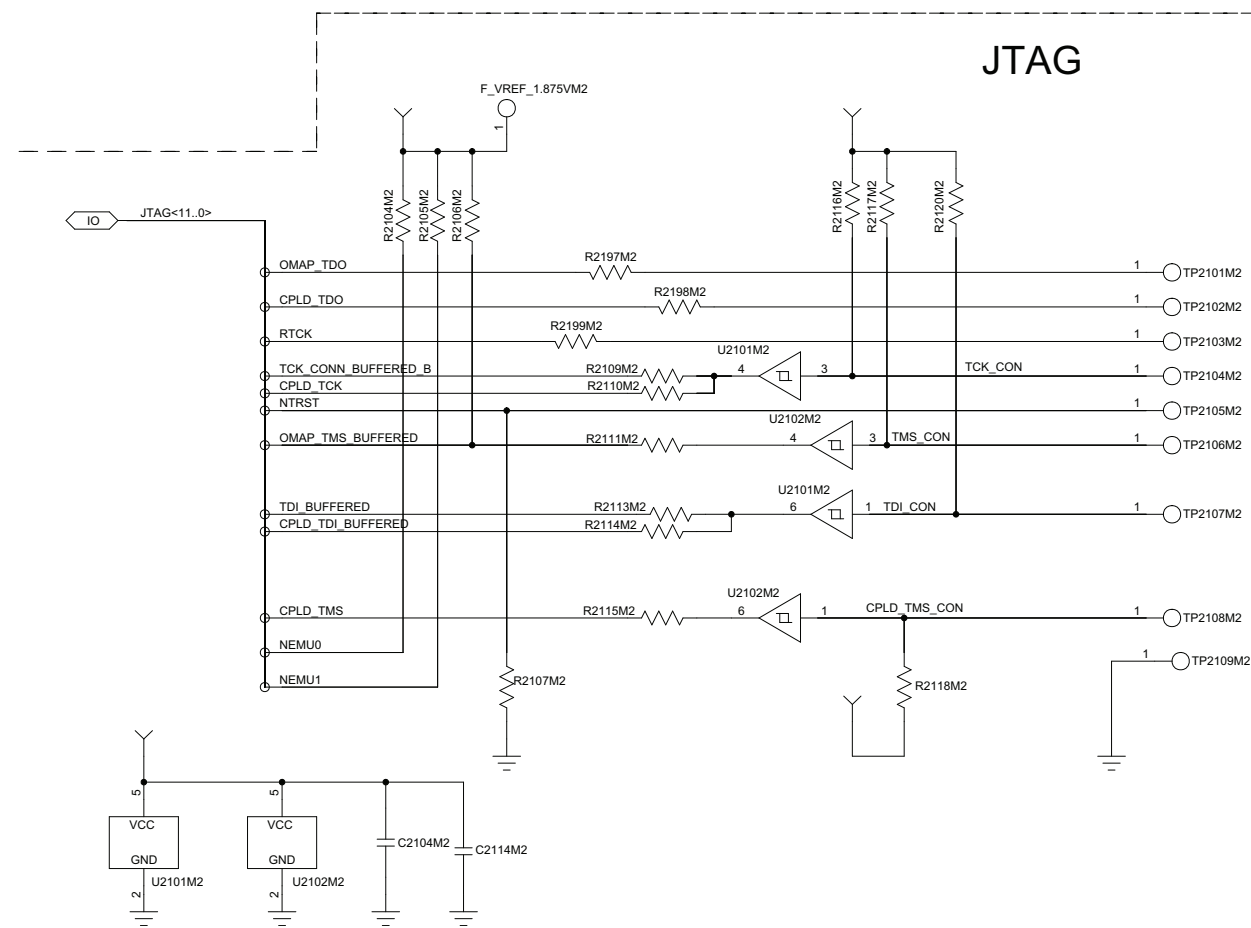 JTAG
F_VREF_1.875VM2
1
R2104M2
R2105M2
R2106M2
R2116M2
R2117M2
R2120M2
IO
JTAG<11..0>
OMAP_TDO
R2197M2
1
TP2101M2
CPLD_TDO
R2198M2
1
TP2102M2
RTCK
R2199M2
1
TP2103M2
U2101M2
TCK_CONN_BUFFERED_B
R2109M2
4
3
TCK_CON
1
TP2104M2
CPLD_TCK
R2110M2
NTRST
1
TP2105M2
U2102M2
OMAP_TMS_BUFFERED
R2111M2
4
3
TMS_CON
1
TP2106M2
U2101M2
TDI_BUFFERED
R2113M2
6
1
TDI_CON
1
TP2107M2
CPLD_TDI_BUFFERED
R2114M2
U2102M2
CPLD_TMS
R2115M2
6
1
CPLD_TMS_CON
1
TP2108M2
NEMU0
1
TP2109M2
NEMU1
R2107M2
R2118M2
5
5
VCC
VCC
C2104M2
C2114M2
GND
GND
U2101M2
U2102M2
2
2